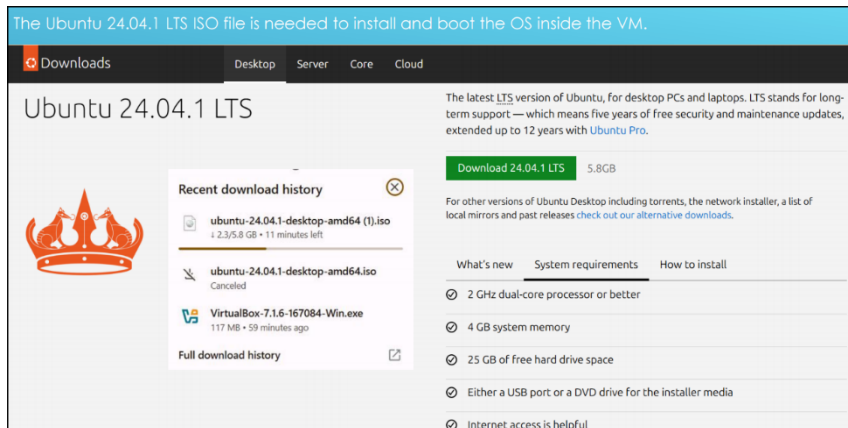 The Ubuntu 24.04.1 LTS ISO file is needed to install and boot the OS inside the VM.
Downloads
Desktop Server Core Cloud
Ubuntu 24.04.1 LTS
The latest LTS version of Ubuntu, for desktop PCs and laptops. LTS stands for long-
term support — which means five years of free security and maintenance updates,
extended up to 12 years with Ubuntu Pro.
Download 24.04.1 LTS 5.8GB
For other versions of Ubuntu Desktop including torrents, the network installer, a list of
local mirrors and past releases check out our alternative downloads.
Recent download history
ubuntu-24.04.1-desktop-amd64 (1).iso
↓ 2.3/5.8 GB • 11 minutes left
ubuntu-24.04.1-desktop-amd64.iso
Canceled
VirtualBox-7.1.6-167084-Win.exe
117 MB • 59 minutes ago
Full download history
What's new System requirements How to install
2 GHz dual-core processor or better
4 GB system memory
25 GB of free hard drive space
Either a USB port or a DVD drive for the installer media
Internet access is helpful